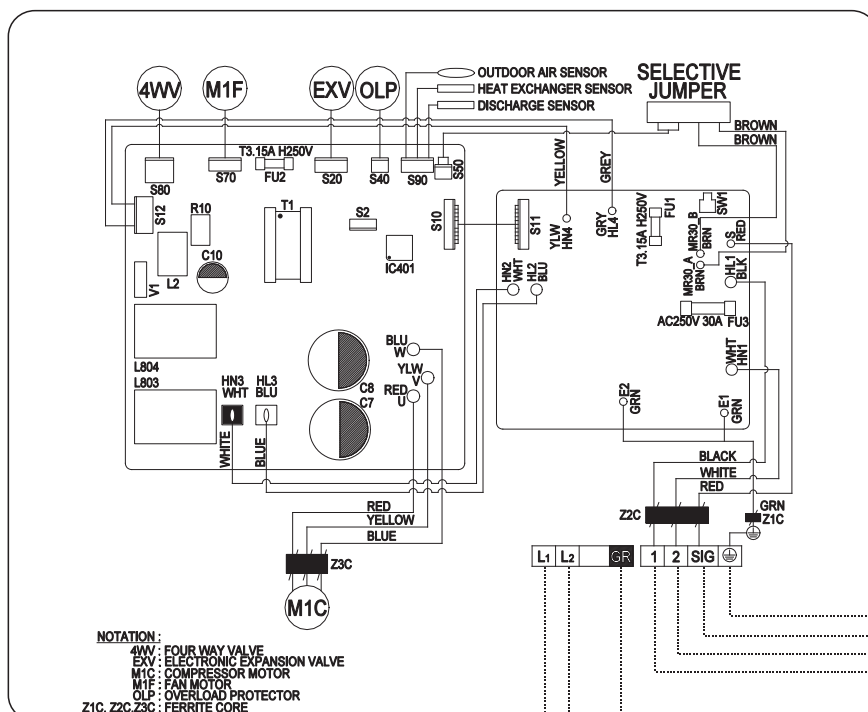 4WV
M1F
EXV
OLP
OUTDOOR AIR SENSOR
HEAT EXCHANGER SENSOR
DISCHARGE SENSOR
SELECTIVE
JUMPER
BROWN
BROWN
YELLOW
GREY
T3.15A H250V
FU2
S80
S70
S20
S40
S90
S50
S12
R10
T1
S2
S10
S11
L2
C10
IC401
V1
YLW
HN4
GRY
HL4
T3.15A H250V
FU1
SW1
MR30_B
BRN
MR30_A
BRN
S
RED
HN2
WHT
HL2
BLU
HL1
BLK
AC250V 30A
FU3
WHT
HN1
L804
L803
HN3
WHT
HL3
BLU
C8
C7
BLU
W
YLW
V
RED
U
E2
GRN
E1
GRN
WHITE
BLUE
BLACK
WHITE
RED
RED
YELLOW
BLUE
Z2C
GRN
Z1C
Z3C
M1C
L1
L2
GR
1
2
SIG
NOTATION :
4WV : FOUR WAY VALVE
EXV : ELECTRONIC EXPANSION VALVE
M1C : COMPRESSOR MOTOR
M1F : FAN MOTOR
OLP : OVERLOAD PROTECTOR
Z1C, Z2C,Z3C : FERRITE CORE